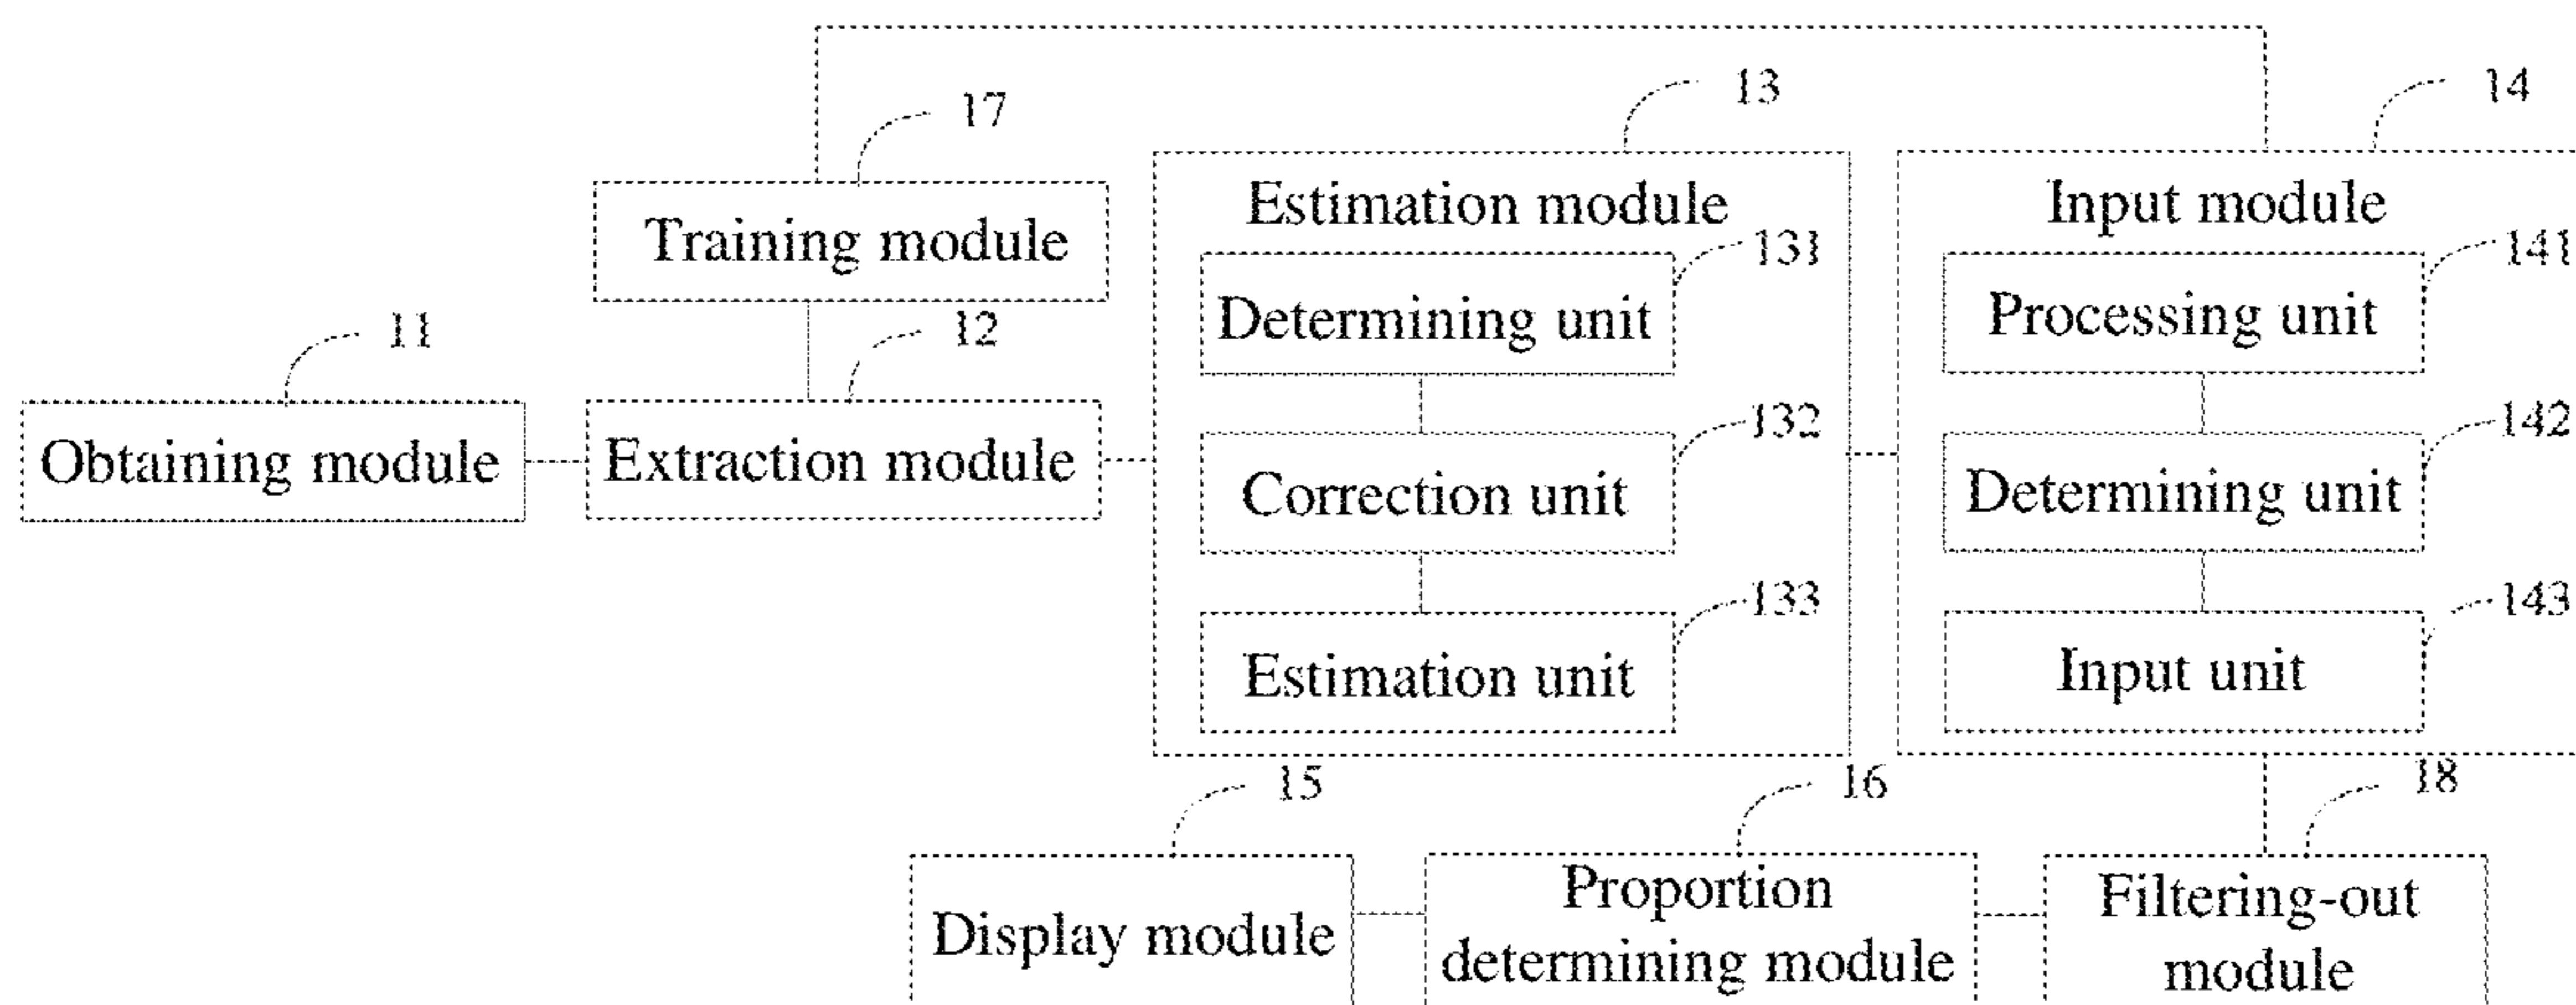 17
13
14
Training module
Estimation module
Input module
131
141
Determining unit
Processing unit
11
12
132
142
Obtaining module
Extraction module
Correction unit
Determining unit
133
143
Estimation unit
Input unit
15
16
18
Display module
Proportion
determining module
Filtering-out
module